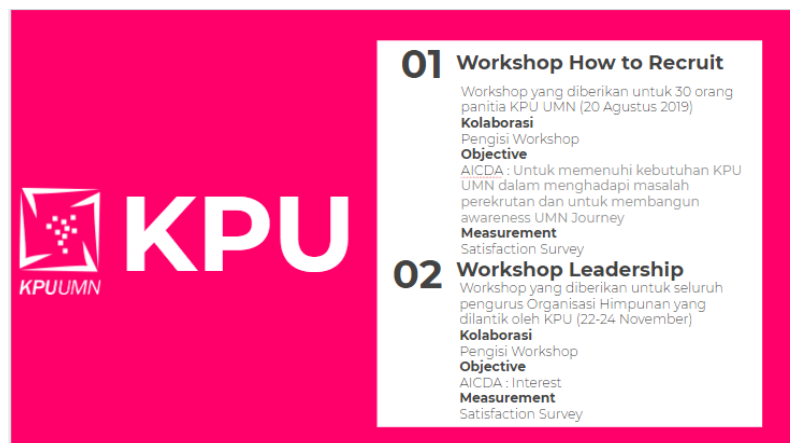 KPUUMN
KPU
01 Workshop How to Recruit
Workshop yang diberikan untuk 30 orang
panitia KPU UMN (20 Agustus 2019)
Kolaborasi
Pengisi Workshop
Objective
AICDA : Untuk memenuhi kebutuhan KPU
UMN dalam menghadapi masalah
perekrutan dan untuk membangun
awareness UMN Journey
Measurement
Satisfaction Survey
02 Workshop Leadership
Workshop yang diberikan untuk seluruh
pengurus Organisasi Himpunan yang
dilantik oleh KPU (22-24 November)
Kolaborasi
Pengisi Workshop
Objective
AICDA : Interest
Measurement
Satisfaction Survey